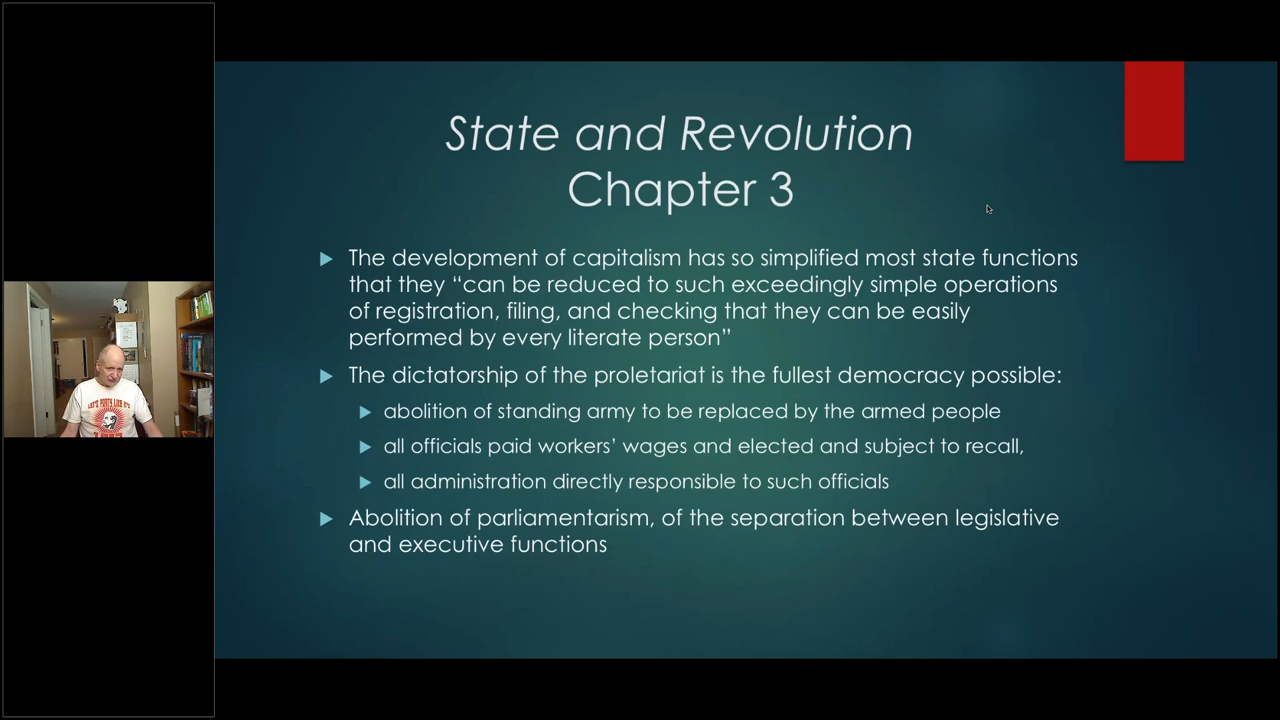 State and Revolution
Chapter 3
The development of capitalism has so simplified most state functions
that they “can be reduced to such exceedingly simple operations
of registration, filing, and checking that they can be easily
performed by every literate person”
The dictatorship of the proletariat is the fullest democracy possible:
abolition of standing army to be replaced by the armed people
all officials paid workers’ wages and elected and subject to recall,
all administration directly responsible to such officials
Abolition of parliamentarism, of the separation between legislative
and executive functions
LET'S PARTY LIKE IT'S